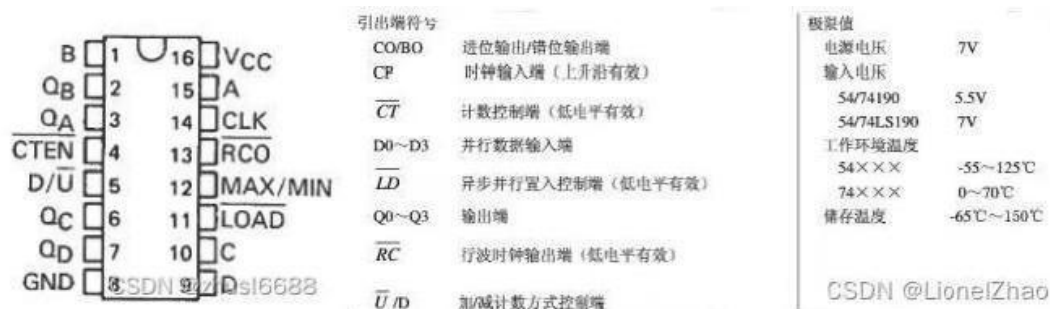 B 1 16 VCC
QB 2 15 A
QA 3 14 CLK
CTEN 4 13 RCO
D/U 5 12 MAX/MIN
QC 6 11 LOAD
QD 7 10 C
GND 8 9 D
CSDN
6688
引出端符号
CO/BO 进位输出/错位输出端
CP 时钟输入端（上升沿有效）
CT 计数控制端（低电平有效）
D0～D3 并行数据输入端
LD 异步并行置入控制端（低电平有效）
Q0～Q3 输出端
RC 行波时钟输出端（低电平有效）
U/D 加/减计数方式控制端
极限值
电源电压 7V
输入电压
54/74190 5.5V
54/74LS190 7V
工作环境温度
54××× -55～125℃
74××× 0～70℃
储存温度 -65℃～150℃
CSDN @LionelZhao